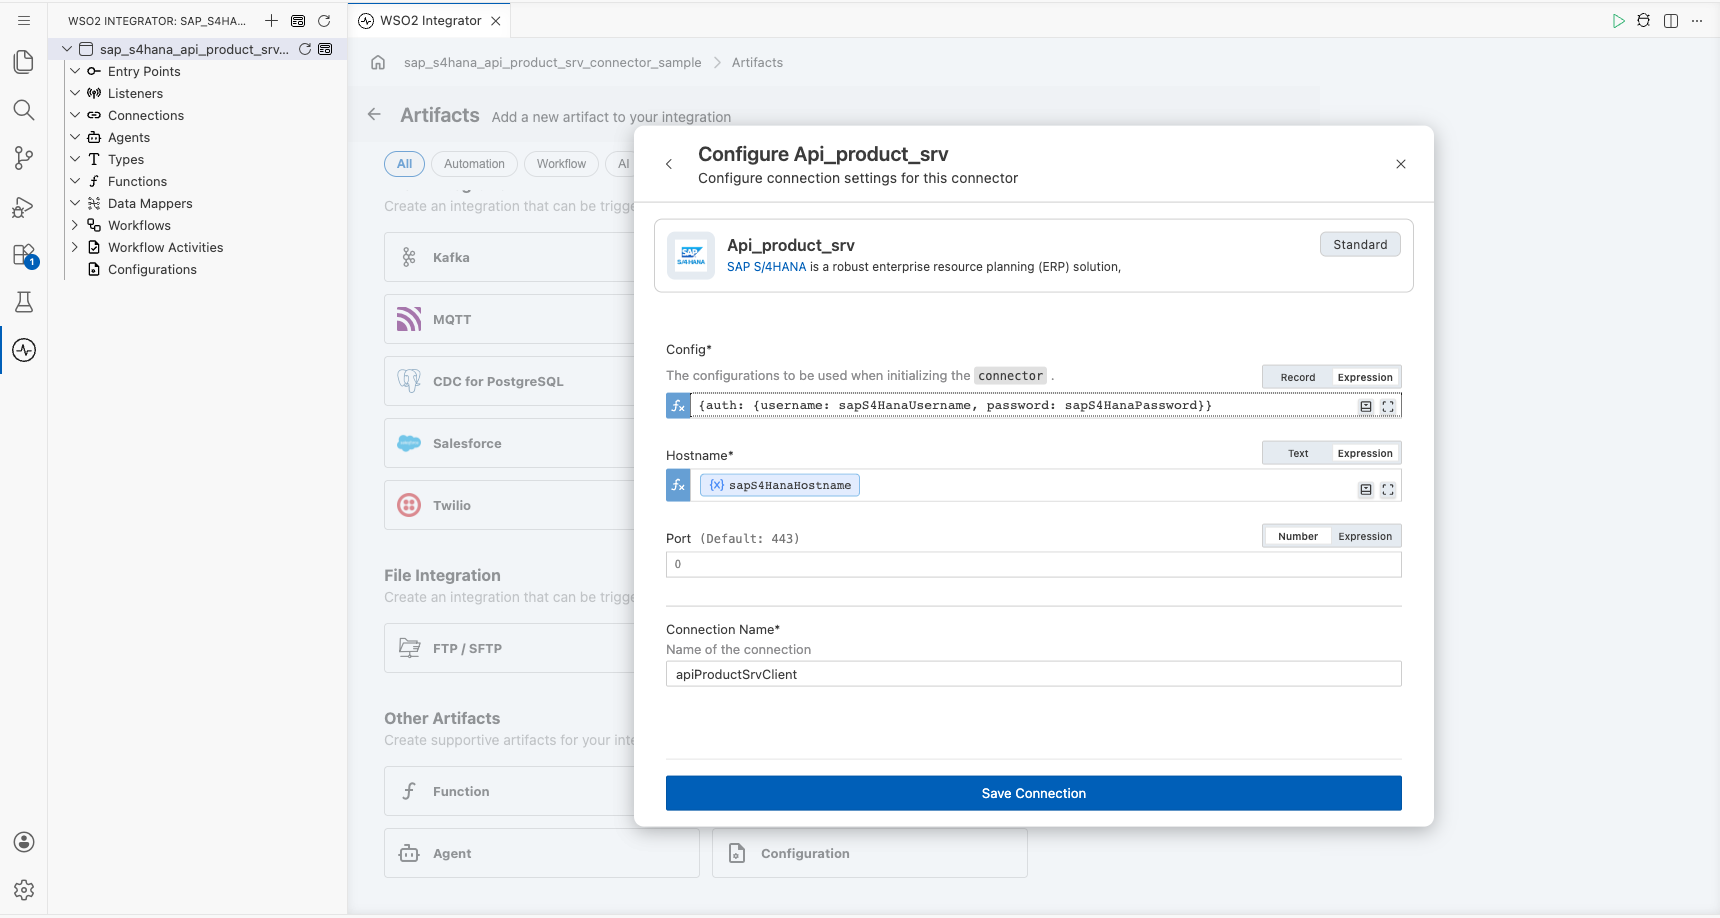 WSO2 INTEGRATOR: SAP_S4HA...
WSO2 Integrator
sap_s4hana_api_product_srv...
Entry Points
Listeners
Connections
Agents
Types
Functions
Data Mappers
Workflows
Workflow Activities
Configurations
1
sap_s4hana_api_product_srv_connector_sample > Artifacts
Artifacts Add a new artifact to your integration
All Automation Workflow AI
Create an integration that can be trigge
Kafka
MQTT
CDC for PostgreSQL
Salesforce
Twilio
File Integration
Create an integration that can be trigge
FTP / SFTP
Other Artifacts
Create supportive artifacts for your inte
Function
Agent
Configuration
Configure Api_product_srv
Configure connection settings for this connector
SAP
S/4HANA
Api_product_srv
Standard
SAP S/4HANA is a robust enterprise resource planning (ERP) solution,
Config*
The configurations to be used when initializing the connector .
Record Expression
{auth: {username: sapS4HanaUsername, password: sapS4HanaPassword}}
Hostname*
Text Expression
sapS4HanaHostname
Port (Default: 443)
Number Expression
0
Connection Name*
Name of the connection
apiProductSrvClient
Save Connection